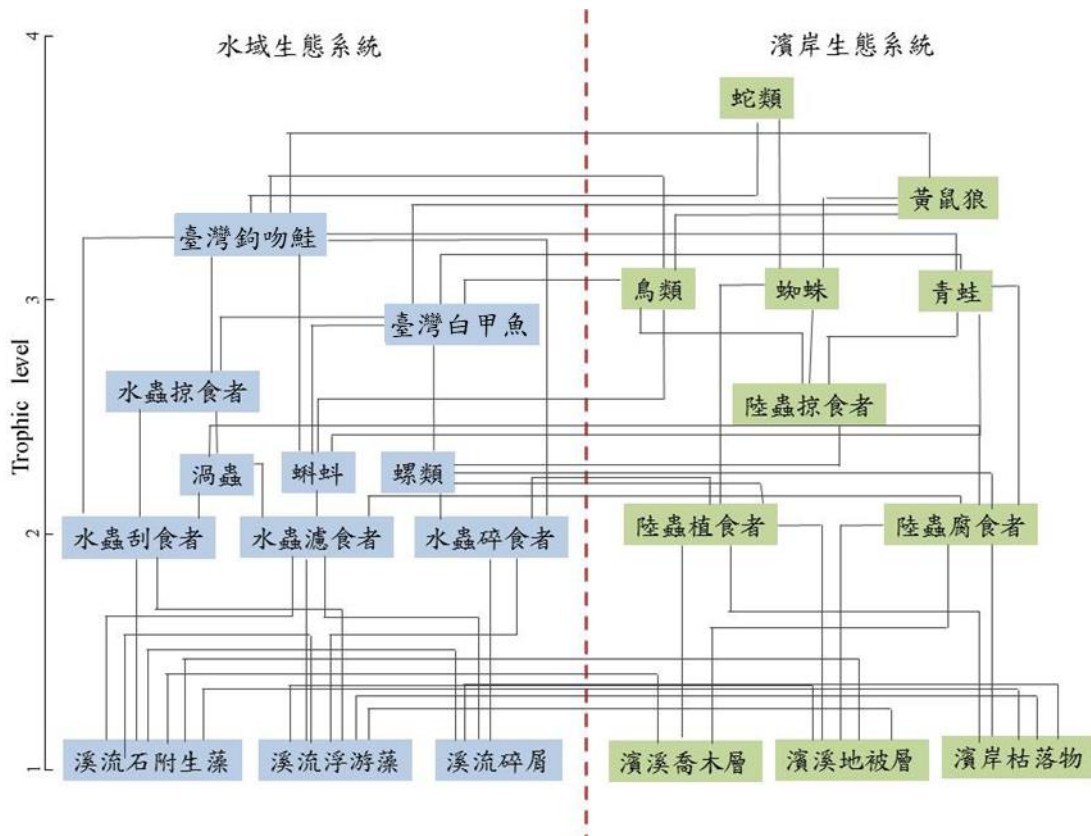 4
水域生態系統
濱岸生態系統
蛇類
黃鼠狼
臺灣鉤吻鮭
3
鳥類
蜘蛛
青蛙
臺灣白甲魚
水蟲掠食者
陸蟲掠食者
Trophic level
渦蟲
蝌蚪
螺類
2
水蟲刮食者
水蟲濾食者
水蟲碎食者
陸蟲植食者
陸蟲腐食者
1
溪流石附生藻
溪流浮游藻
溪流碎屑
濱溪喬木層
濱溪地被層
濱岸枯落物